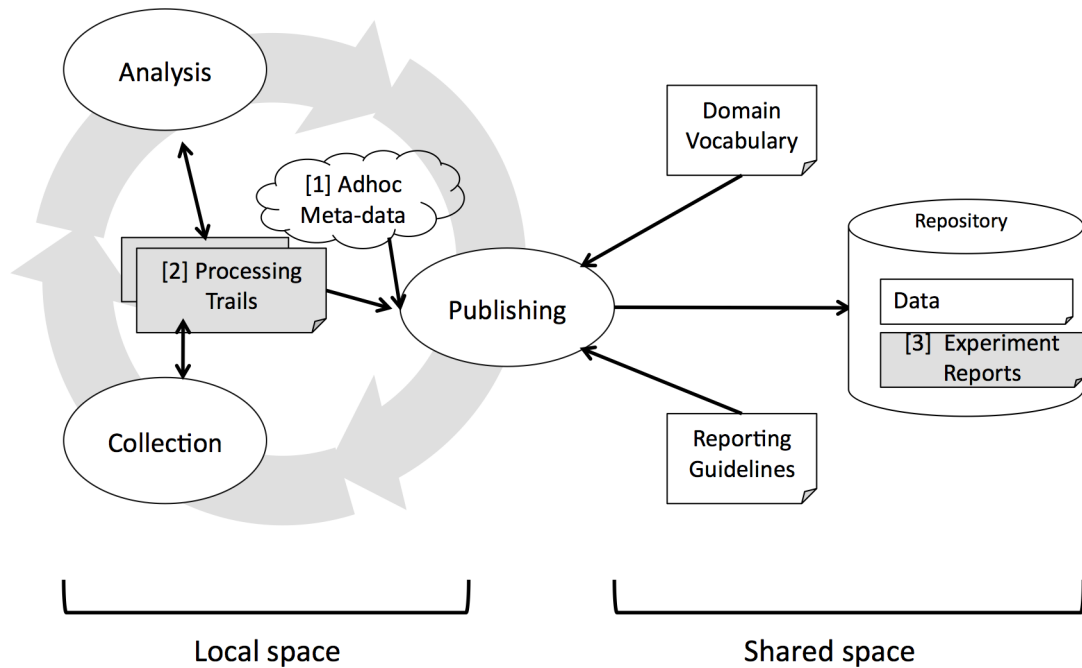 Analysis
[1] Adhoc
Meta-data
[2] Processing
Trails
Collection
Publishing
Domain
Vocabulary
Reporting
Guidelines
Repository
Data
[3] Experiment
Reports
Local space
Shared space